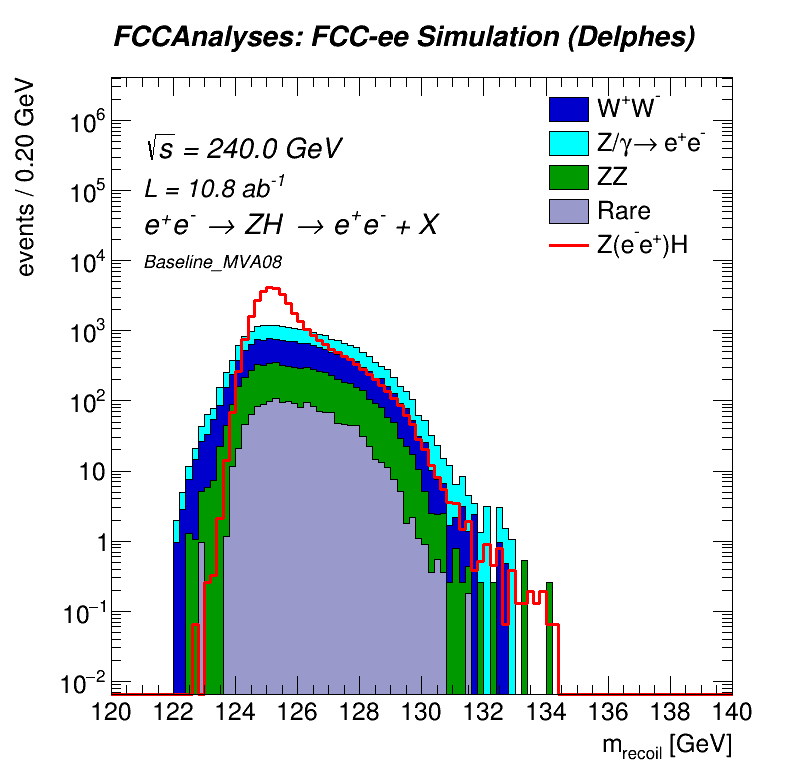 FCCAnalyses: FCC-ee Simulation (Delphes)
events / 0.20 GeV
√s = 240.0 GeV
L = 10.8 ab⁻¹
e⁺e⁻ → ZH → e⁺e⁻ + X
Baseline_MVA08
W⁺W⁻
Z/γ→ e⁺e⁻
ZZ
Rare
Z(e⁻e⁺)H
10⁶
10⁵
10⁴
10³
10²
10
1
10⁻¹
10⁻²
120 122 124 126 128 130 132 134 136 138 140
m_recoil [GeV]